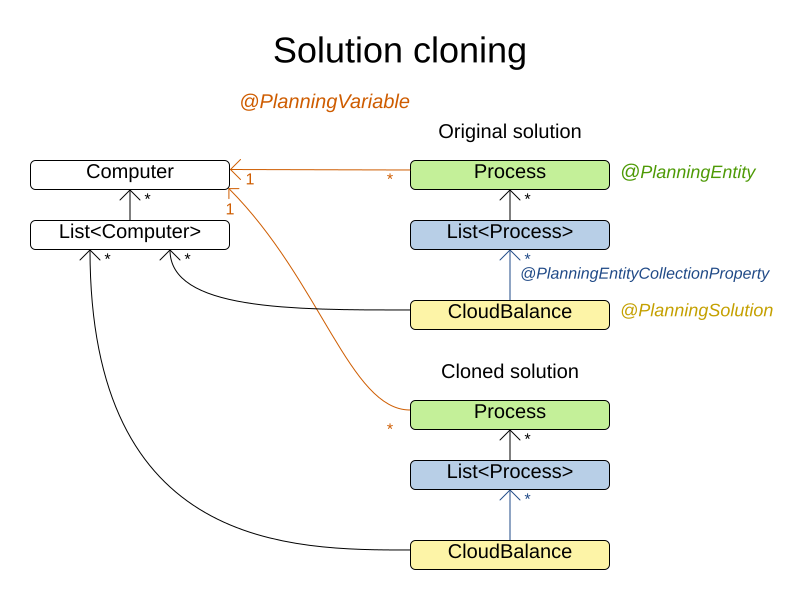 Solution cloning
@PlanningVariable
Original solution
Computer
1
*
Process
@PlanningEntity
*
1
*
List<Computer>
List<Process>
*
*
*
@PlanningEntityCollectionProperty
CloudBalance
@PlanningSolution
Cloned solution
Process
*
*
List<Process>
*
CloudBalance